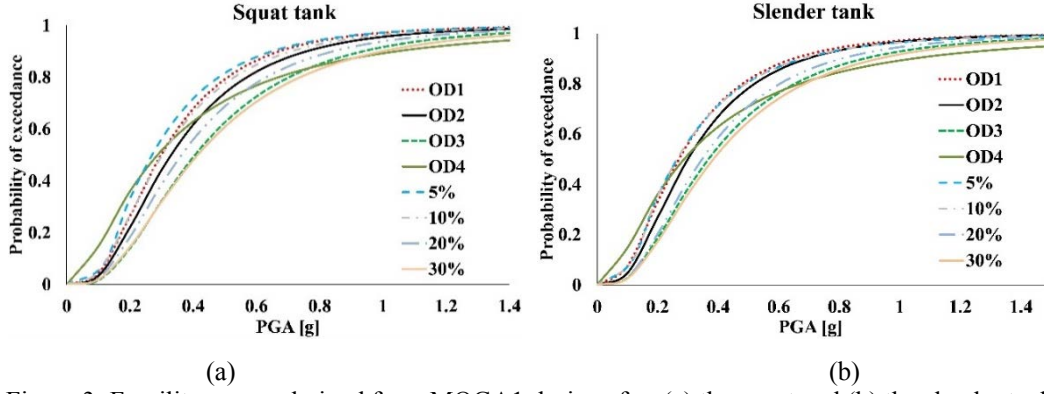 Squat tank
Probability of exceedance
1
0.8
0.6
0.4
0.2
0
0 0.2 0.4 0.6 0.8 1 1.2 1.4
PGA [g]
OD1
OD2
OD3
OD4
5%
10%
20%
30%
(a)
Slender tank
Probability of exceedance
1
0.8
0.6
0.4
0.2
0
0 0.2 0.4 0.6 0.8 1 1.2 1.4
PGA [g]
OD1
OD2
OD3
OD4
5%
10%
20%
30%
(b)